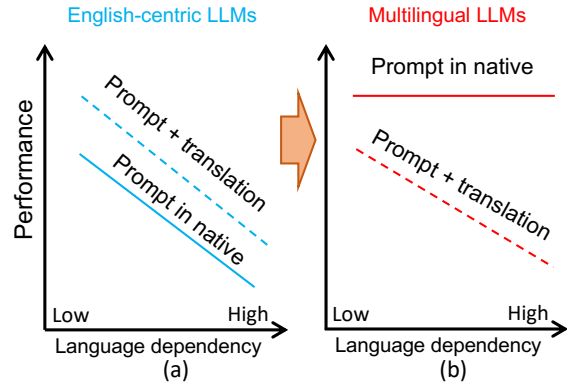 English-centric LLMs
Performance
Prompt + translation
Prompt in native
Low
High
Language dependency
(a)
Multilingual LLMs
Prompt in native
Prompt + translation
Low
High
Language dependency
(b)